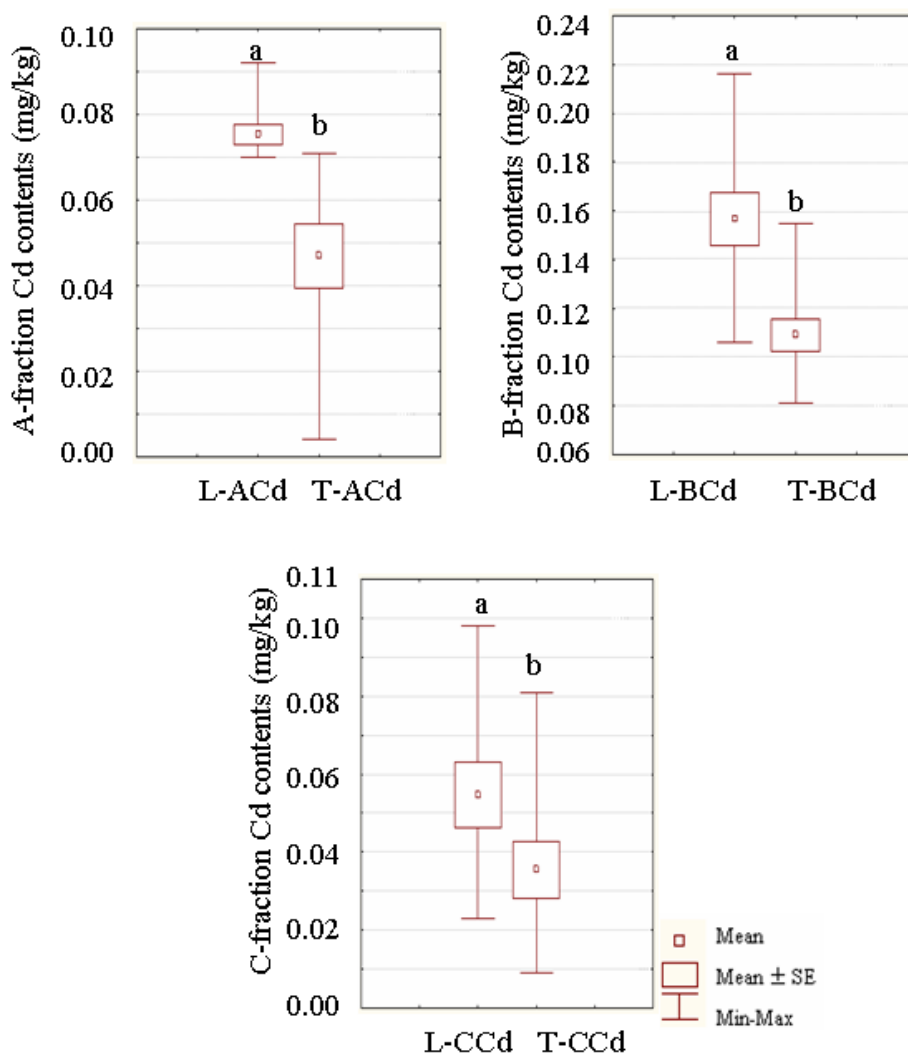 A-fraction Cd contents (mg/kg)
0.10
0.08
0.06
0.04
0.02
0.00
a
b
L-ACd T-ACd
B-fraction Cd contents (mg/kg)
0.24
0.22
0.20
0.18
0.16
0.14
0.12
0.10
0.08
0.06
a
b
L-BCd T-BCd
C-fraction Cd contents (mg/kg)
0.11
0.10
0.08
0.06
0.04
0.02
0.00
a
b
L-CCd T-CCd
Mean
Mean ± SE
Min-Max